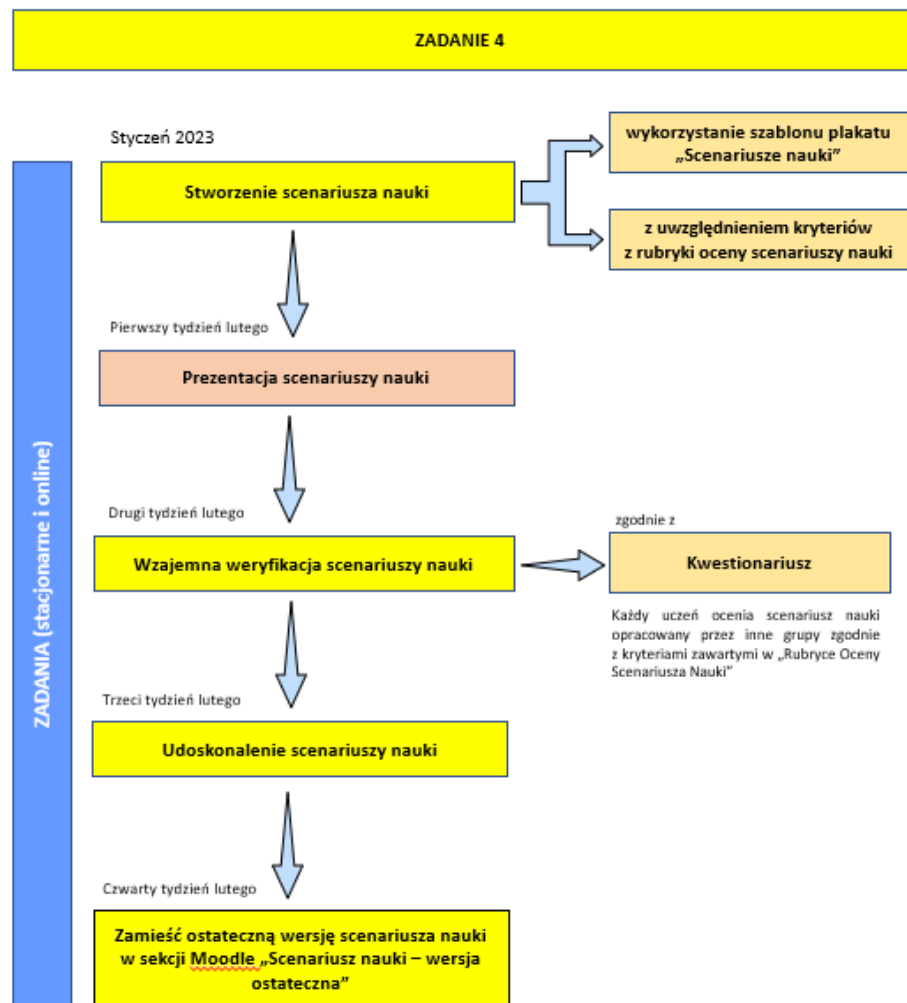 ZADANIE 4
Styczeń 2023
Stworzenie scenariusza nauki
wykorzystanie szablonu plakatu
„Scenariusze nauki”
z uwzględnieniem kryteriów
z rubryki oceny scenariuszy nauki
Pierwszy tydzień lutego
Prezentacja scenariuszy nauki
Drugi tydzień lutego
Wzajemna weryfikacja scenariuszy nauki
zgodnie z
Kwestionariusz
Każdy uczeń ocenia scenariusz nauki
opracowany przez inne grupy zgodnie
z kryteriami zawartymi w „Rubryce Oceny
Scenariusza Nauki”
Trzeci tydzień lutego
Udoskonalenie scenariuszy nauki
Czwarty tydzień lutego
Zamieść ostateczną wersję scenariusza nauki
w sekcji Moodle „Scenariusz nauki – wersja
ostateczna”
ZADANIA (stacjonarne i online)